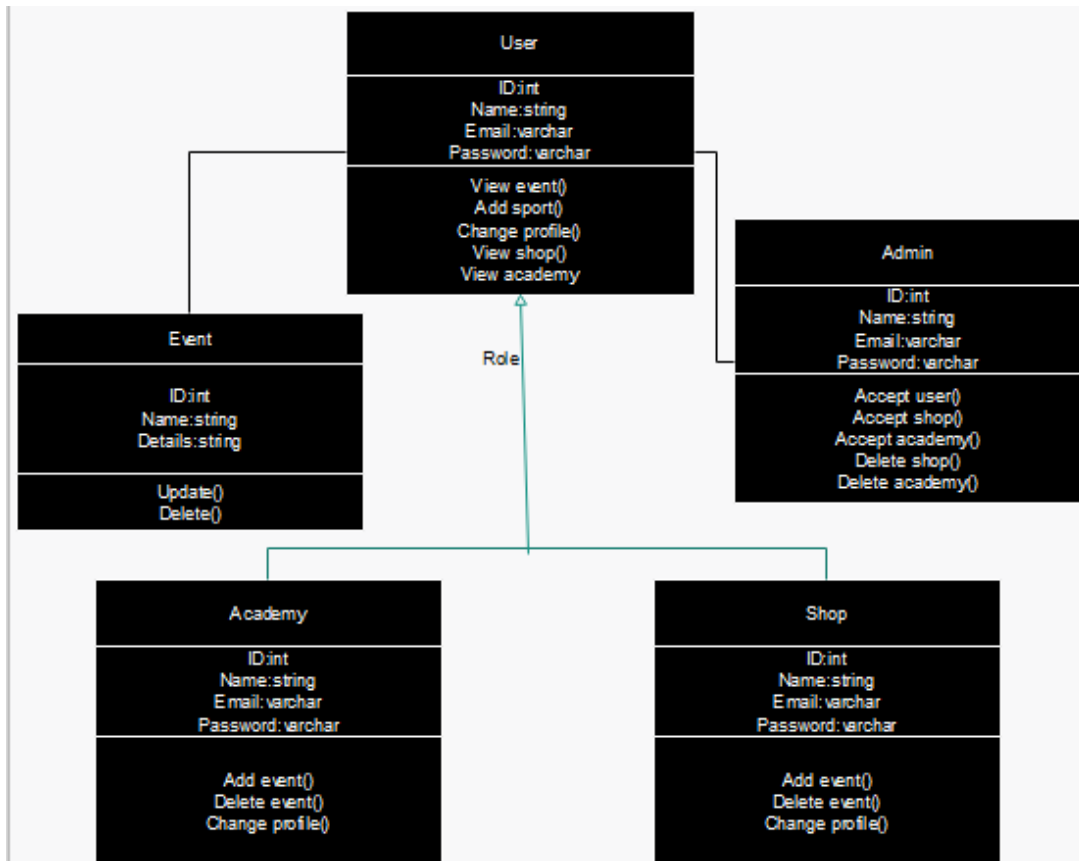 User
ID:int
Name:string
Email:varchar
Password:varchar
View event()
Add sport()
Change profile()
View shop()
View academy
Admin
ID:int
Name:string
Email:varchar
Password:varchar
Accept user()
Accept shop()
Accept academy()
Delete shop()
Delete academy()
Event
ID:int
Name:string
Details:string
Update()
Delete()
Role
Academy
ID:int
Name:string
Email:varchar
Password:varchar
Add event()
Delete event()
Change profile()
Shop
ID:int
Name:string
Email:varchar
Password:varchar
Add event()
Delete event()
Change profile()